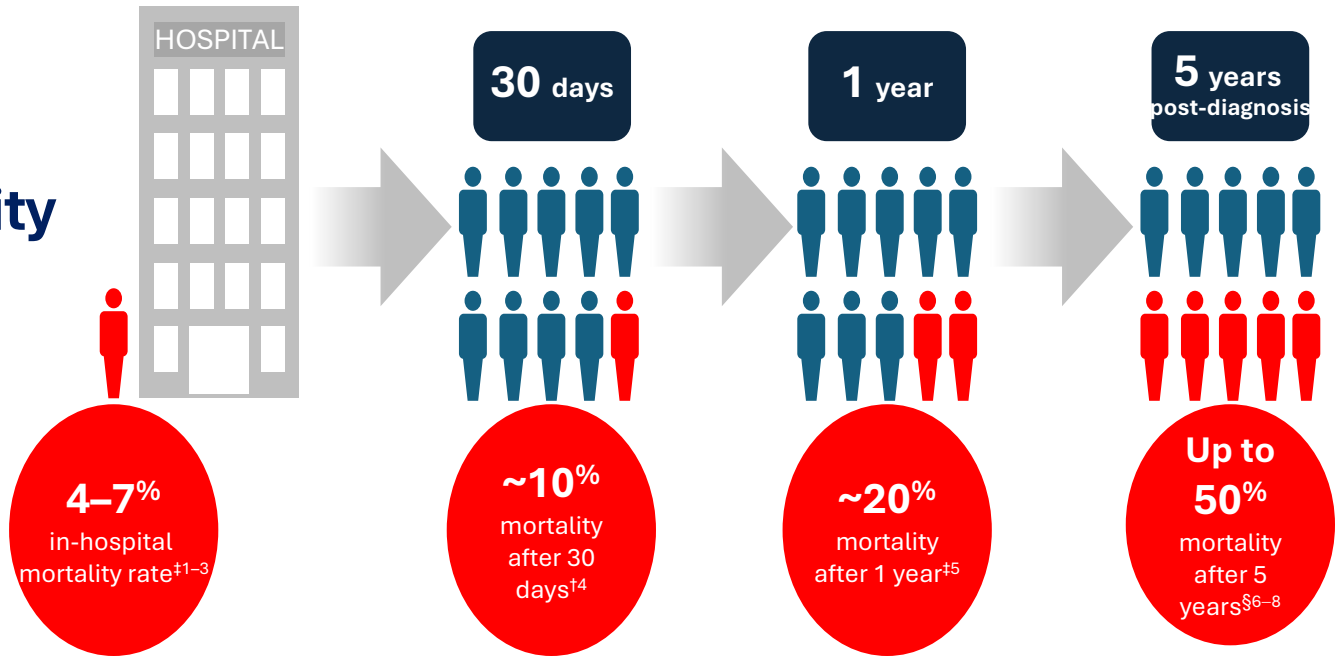 HOSPITAL
30 days
1 year
5 years
post-diagnosis
ity
4–7%
in-hospital
mortality rate‡1–3
~10%
mortality
after 30
days†4
~20%
mortality
after 1 year‡5
Up to
50%
mortality
after 5
years§6–8